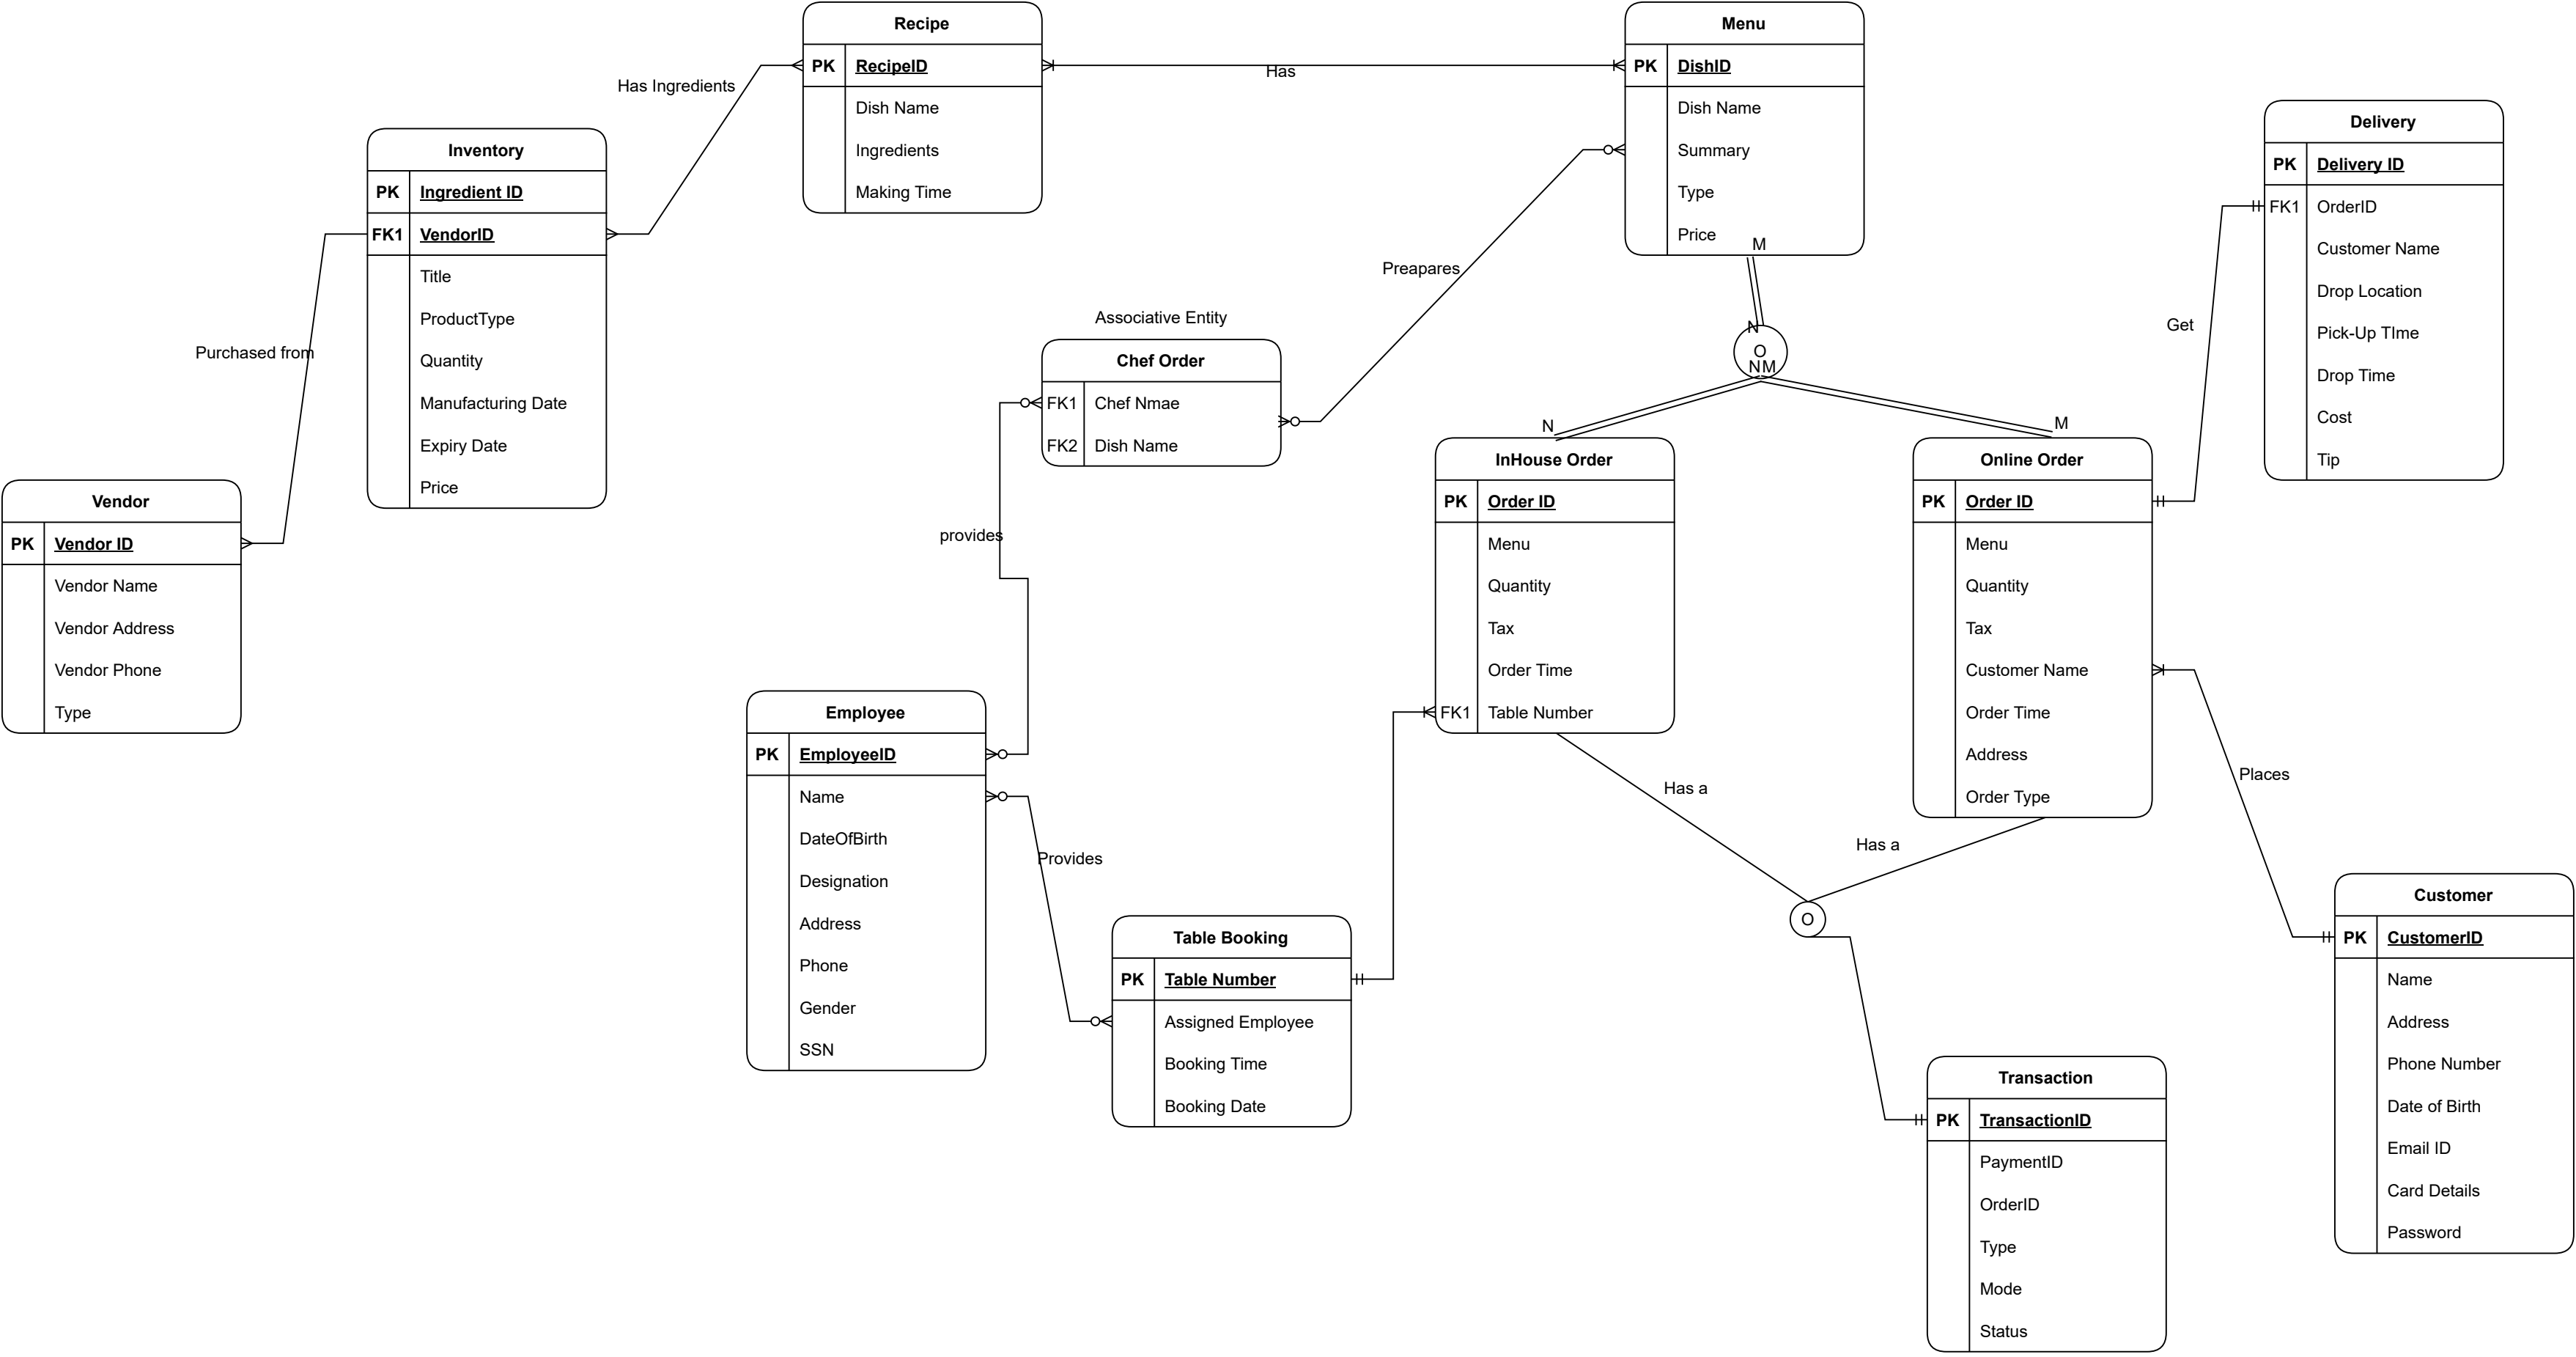 Recipe
PK RecipeID
Dish Name
Ingredients
Making Time
Has
Menu
PK DishID
Dish Name
Summary
Type
Price
M
N
O
NM
N
M
Has Ingredients
Inventory
PK Ingredient ID
FK1 VendorID
Title
ProductType
Quantity
Manufacturing Date
Expiry Date
Price
Purchased from
Vendor
PK Vendor ID
Vendor Name
Vendor Address
Vendor Phone
Type
Preapares
Associative Entity
Chef Order
FK1 Chef Nmae
FK2 Dish Name
provides
Employee
PK EmployeeID
Name
DateOfBirth
Designation
Address
Phone
Gender
SSN
Provides
Table Booking
PK Table Number
Assigned Employee
Booking Time
Booking Date
InHouse Order
PK Order ID
Menu
Quantity
Tax
Order Time
FK1 Table Number
Online Order
PK Order ID
Menu
Quantity
Tax
Customer Name
Order Time
Address
Order Type
Delivery
PK Delivery ID
FK1 OrderID
Customer Name
Drop Location
Pick-Up TIme
Drop Time
Cost
Tip
Get
Places
Has a
Has a
O
Customer
PK CustomerID
Name
Address
Phone Number
Date of Birth
Email ID
Card Details
Password
Transaction
PK TransactionID
PaymentID
OrderID
Type
Mode
Status